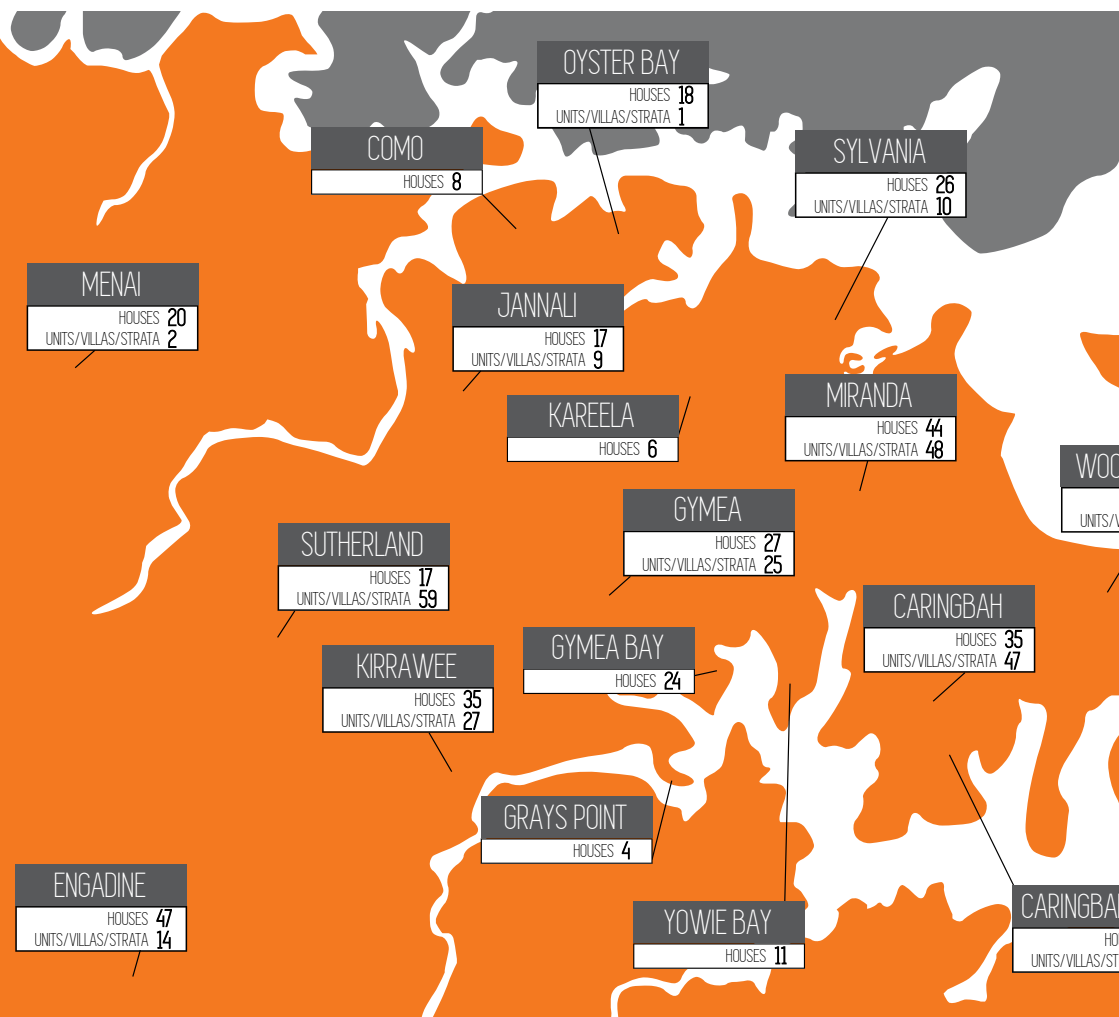 OYSTER BAY
HOUSES 18
UNITS/VILLAS/STRATA 1
COMO
HOUSES 8
SYLVANIA
HOUSES 26
UNITS/VILLAS/STRATA 10
MENAI
HOUSES 20
UNITS/VILLAS/STRATA 2
JANNALI
HOUSES 17
UNITS/VILLAS/STRATA 9
KAREELA
HOUSES 6
MIRANDA
HOUSES 44
UNITS/VILLAS/STRATA 48
GYMEA
HOUSES 27
UNITS/VILLAS/STRATA 25
SUTHERLAND
HOUSES 17
UNITS/VILLAS/STRATA 59
CARINGBAH
HOUSES 35
UNITS/VILLAS/STRATA 47
GYMEA BAY
HOUSES 24
KIRRAWEE
HOUSES 35
UNITS/VILLAS/STRATA 27
GRAYS POINT
HOUSES 4
ENGADINE
HOUSES 47
UNITS/VILLAS/STRATA 14
YOWIE BAY
HOUSES 11
CARINGBAH